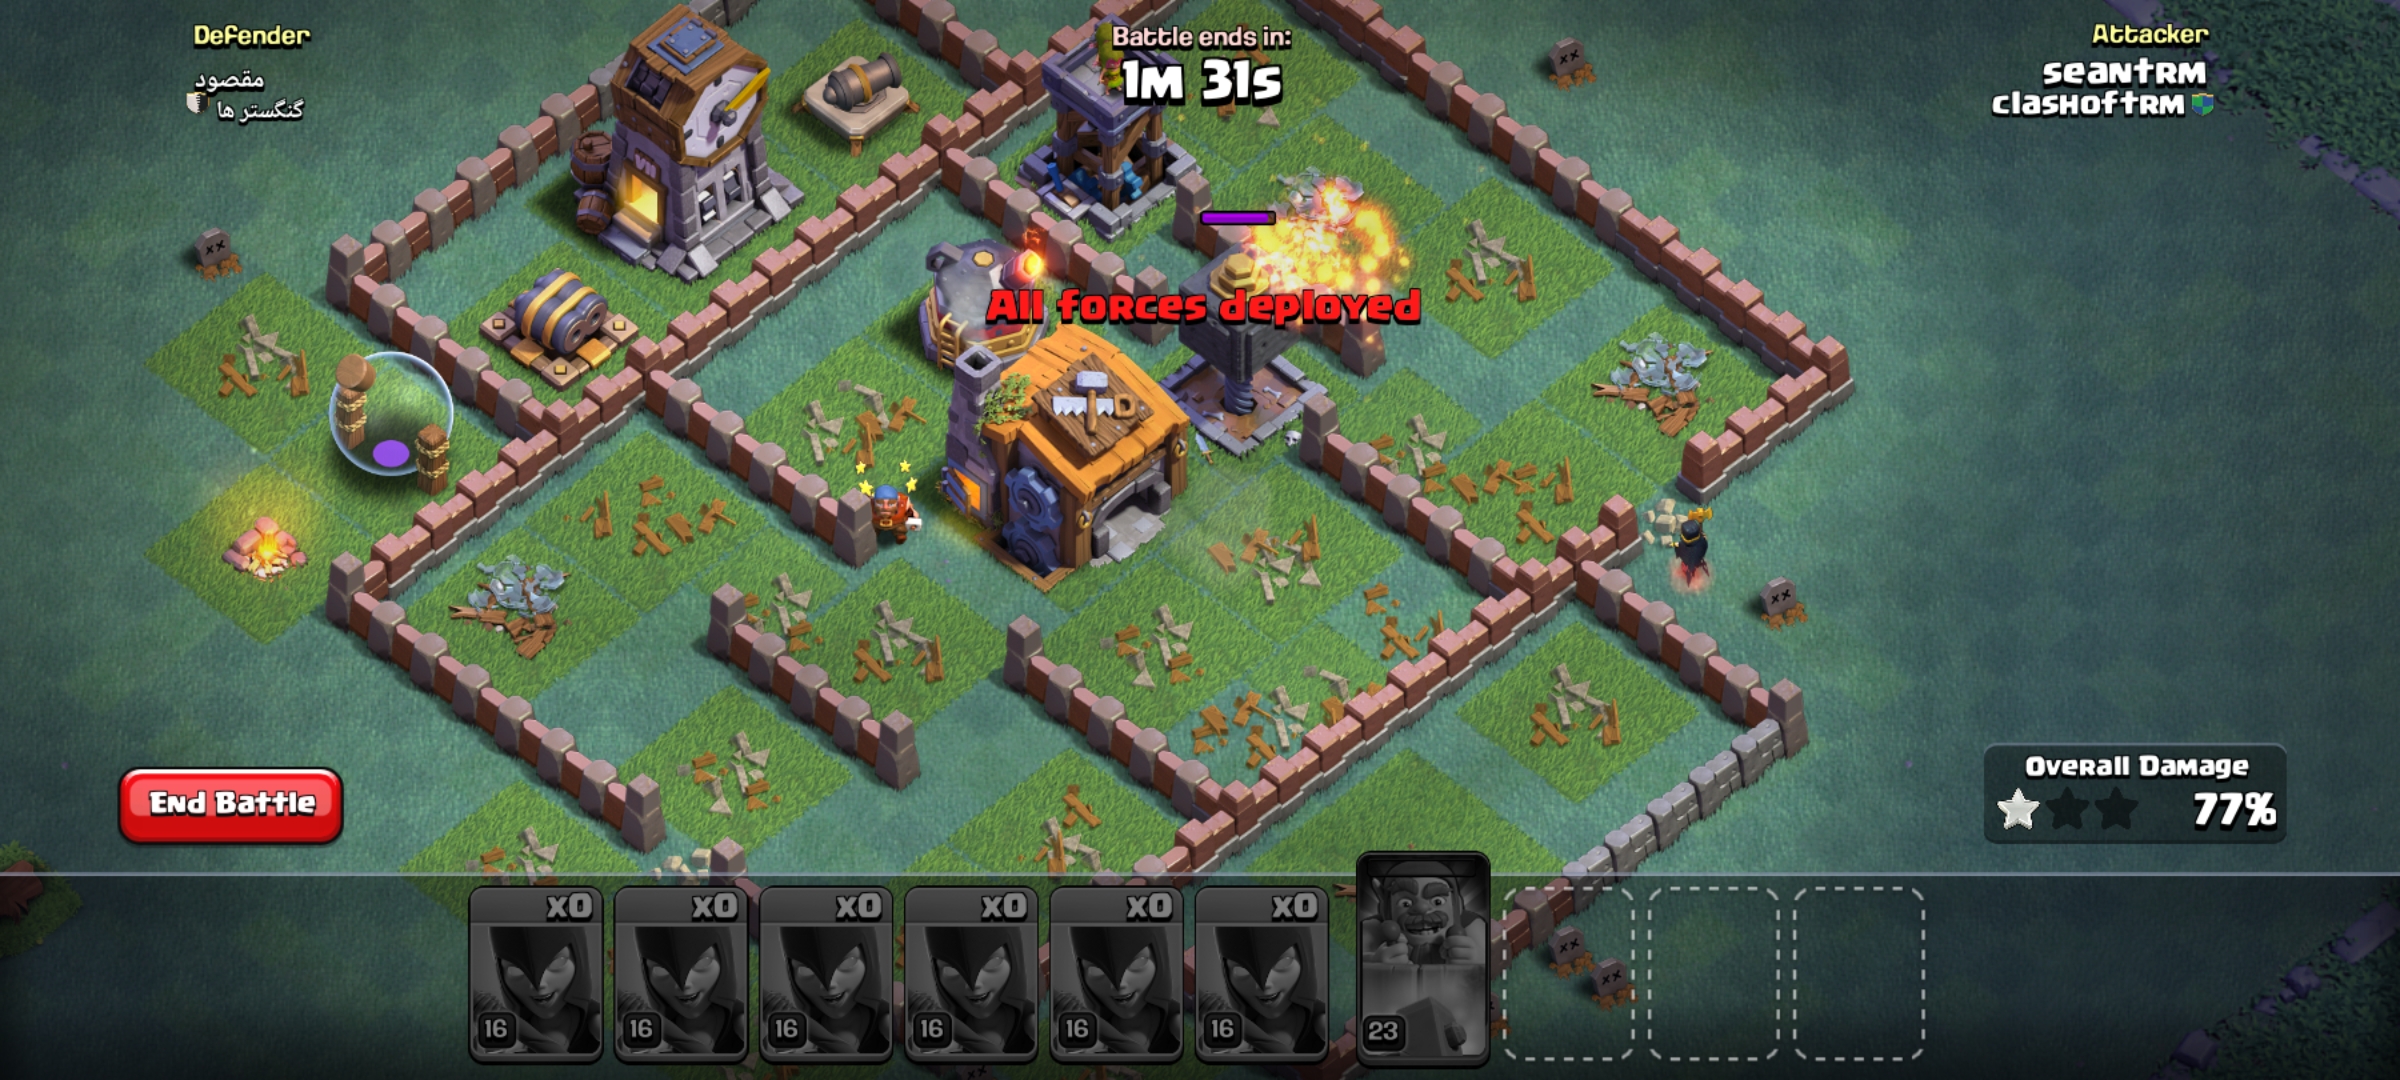 Defender
مقصود
گنگستر ها
Battle ends in:
1M 31S
Attacker
seantRM
clashoftRM
VII
All forces deployed
End Battle
Overall Damage
77%
x0
x0
x0
x0
x0
x0
16
16
16
16
16
16
23